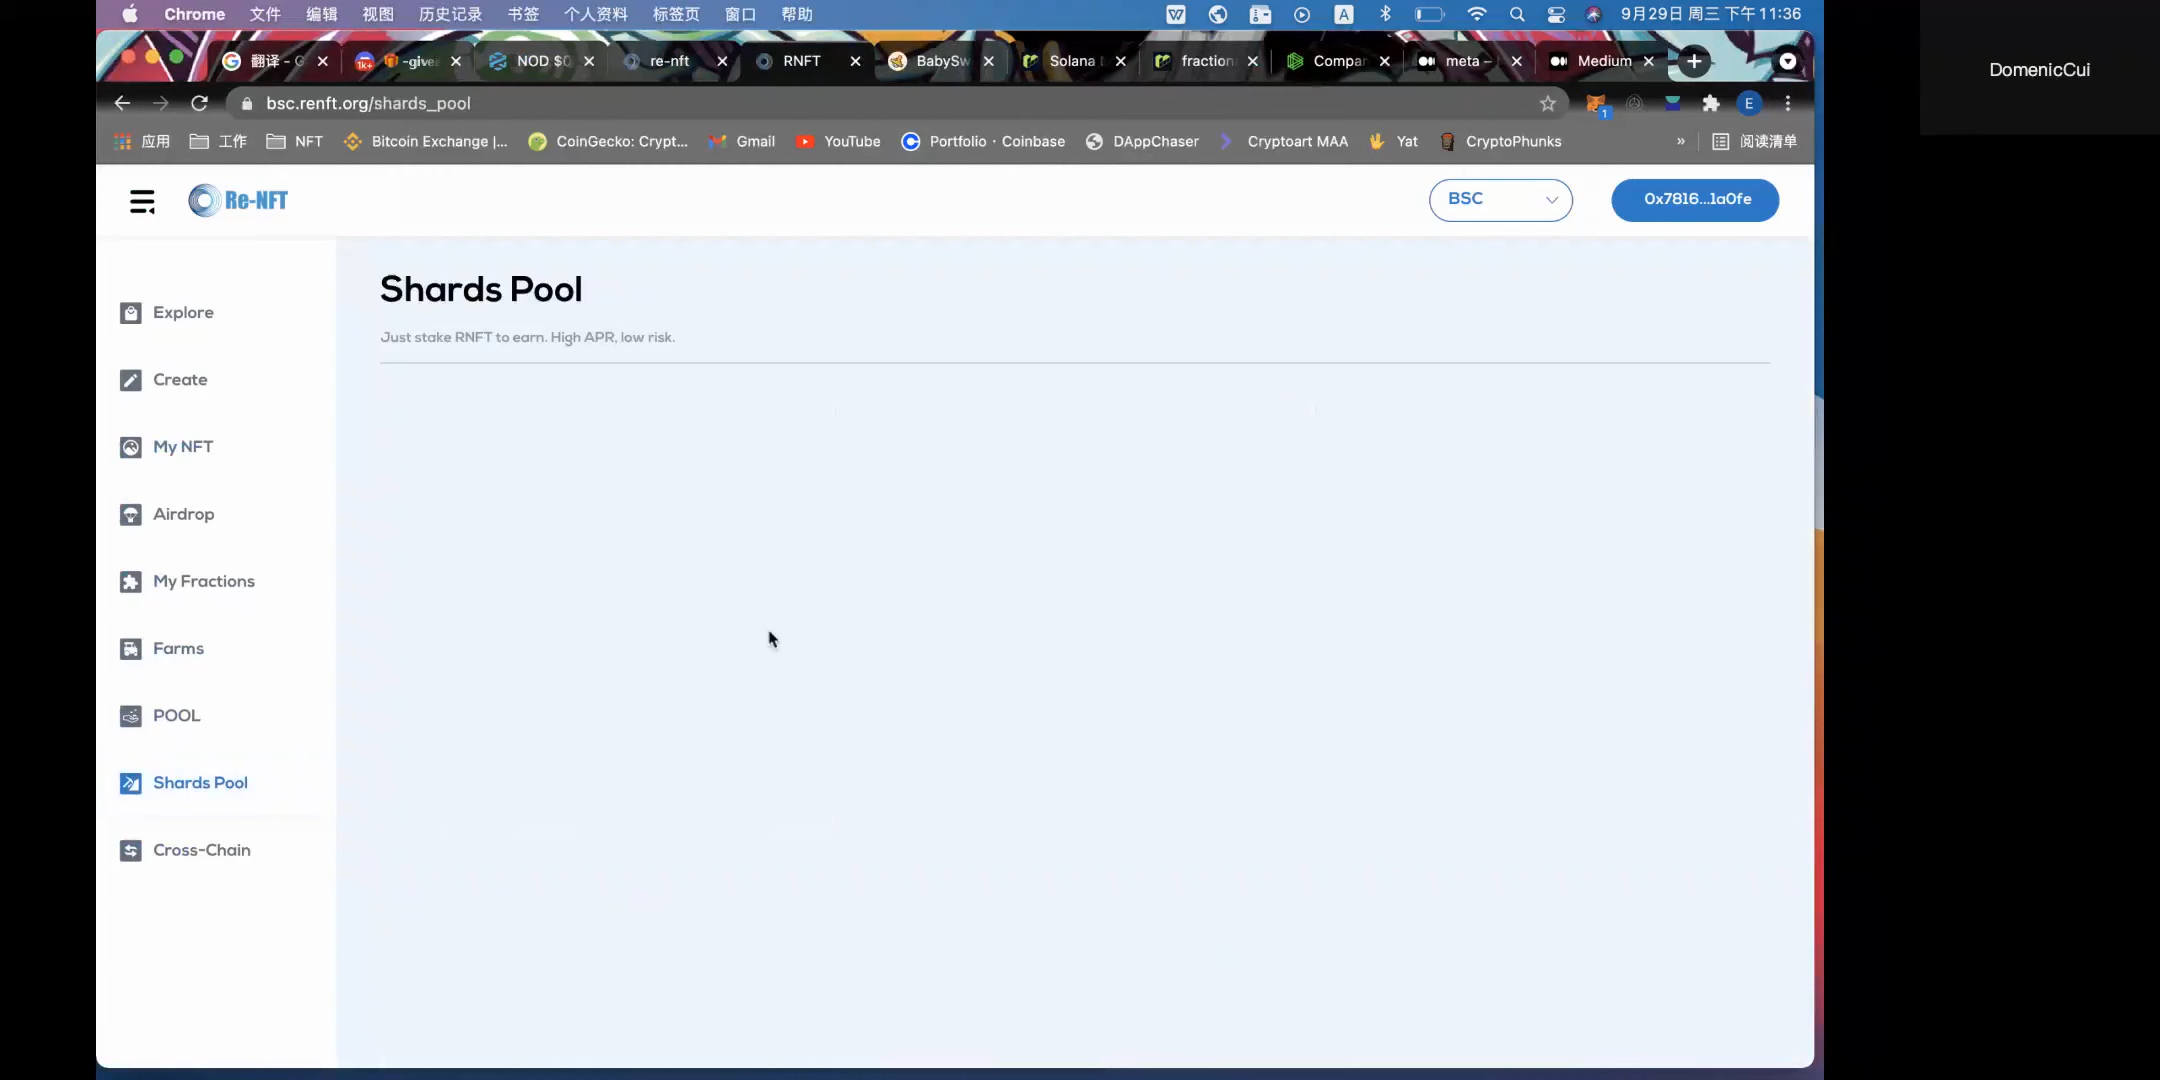 Chrome 文件 编辑 视图 历史记录 书签 个人资料 标签页 窗口 帮助 W A 9月29日 周三 下午11:36
翻译 - G 1k+ -give NOD $0 re-nft RNFT BabySw Solana fraction Compar meta – Medium
bsc.renft.org/shards_pool 1 E
应用 工作 NFT Bitcoin Exchange |... CoinGecko: Crypt... Gmail YouTube Portfolio · Coinbase DAppChaser Cryptoart MAA Yat CryptoPhunks » 阅读清单
Re-NFT BSC 0x7816...1a0fe
Shards Pool
Just stake RNFT to earn. High APR, low risk.
Explore
Create
My NFT
Airdrop
My Fractions
Farms
POOL
Shards Pool
Cross-Chain
DomenicCui